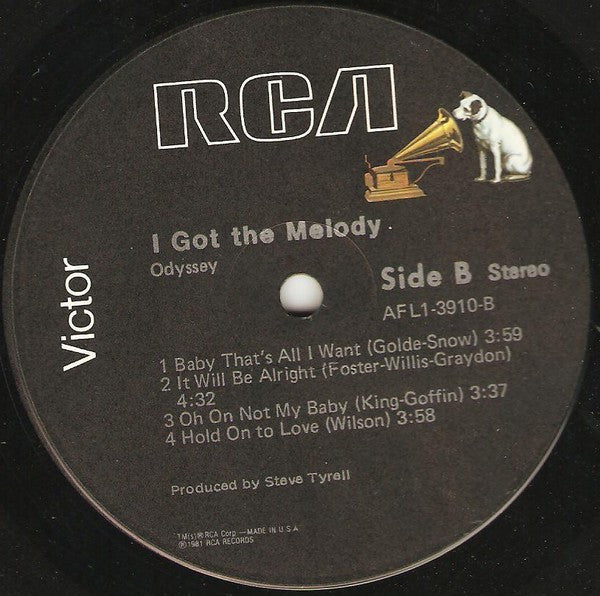 RCA
I Got the Melody
Odyssey
Victor
Side B Stereo
AFL1-3910-B
1 Baby That's All I Want (Golde-Snow) 3:59
2 It Will Be Alright (Foster-Willis-Graydon)
4:32
3 Oh On Not My Baby (King-Goffin) 3:37
4 Hold On to Love (Wilson) 3:58
Produced by Steve Tyrell
TM(s)® RCA Corp —MADE IN U.S.A
℗1981 RCA RECORDS